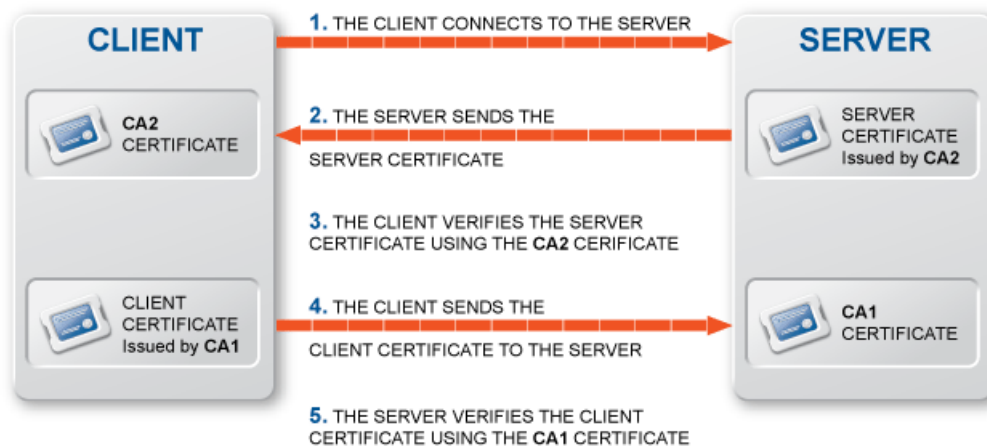 CLIENT
CA2
CERTIFICATE
CLIENT
CERTIFICATE
Issued by CA1
1. THE CLIENT CONNECTS TO THE SERVER
2. THE SERVER SENDS THE
SERVER CERTIFICATE
3. THE CLIENT VERIFIES THE SERVER
CERTIFICATE USING THE CA2 CERIFICATE
4. THE CLIENT SENDS THE
CLIENT CERTIFICATE TO THE SERVER
5. THE SERVER VERIFIES THE CLIENT
CERTIFICATE USING THE CA1 CERTIFICATE
SERVER
SERVER
CERTIFICATE
Issued by CA2
CA1
CERTIFICATE